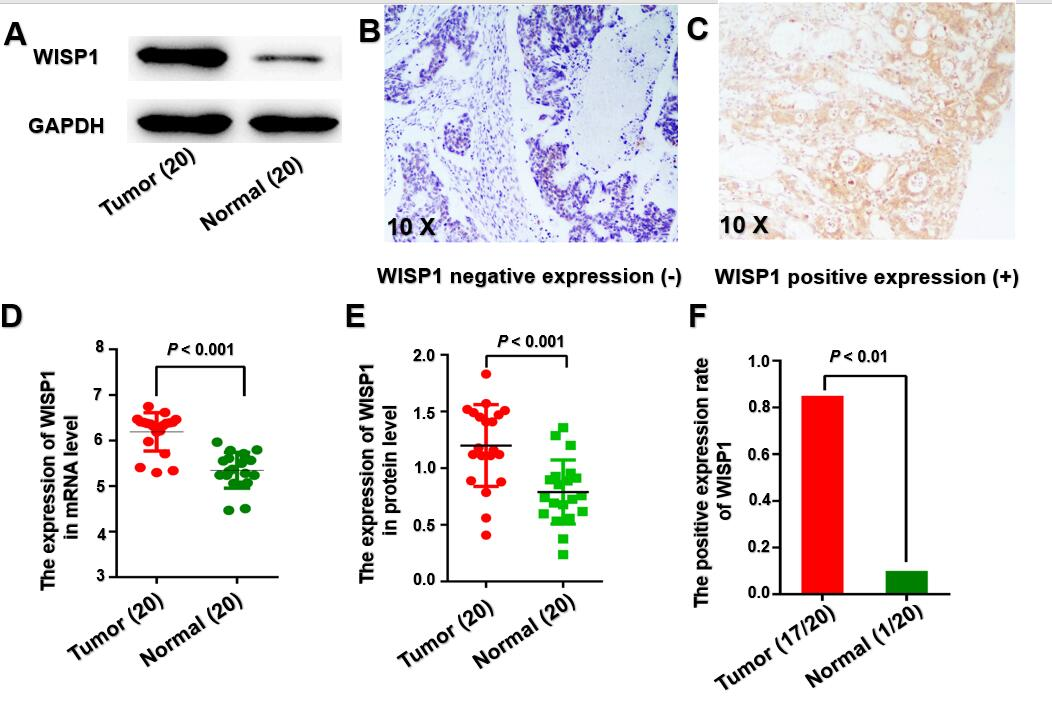 A
WISP1
GAPDH
Tumor (20)
Normal (20)
B
10 X
WISP1 negative expression (-)
C
10 X
WISP1 positive expression (+)
D
The expression of WISP1
in mRNA level
8
7
6
5
4
3
P < 0.001
Tumor (20)
Normal (20)
E
The expression of WISP1
in protein level
2.0
1.5
1.0
0.5
0.0
P < 0.001
Tumor (20)
Normal (20)
F
The positive expression rate
of WISP1
1.0
0.8
0.6
0.4
0.2
0.0
P < 0.01
Tumor (17/20)
Normal (1/20)